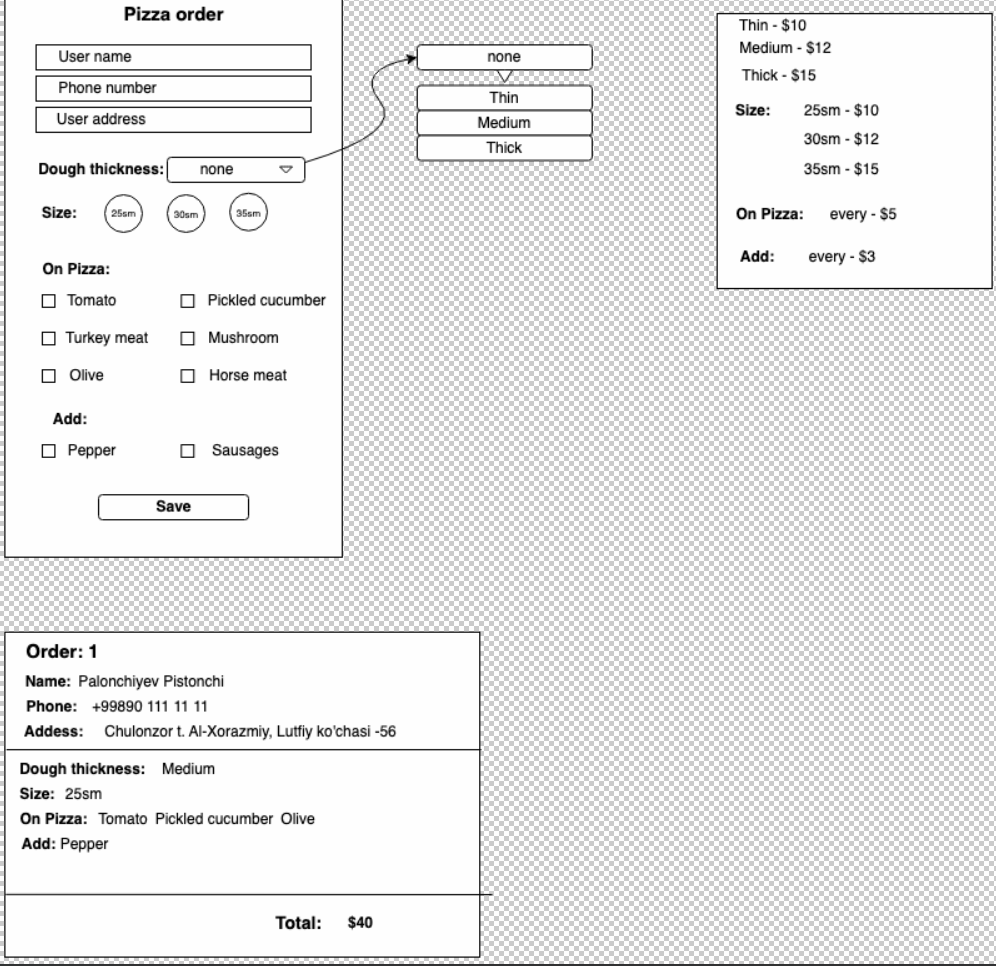 Pizza order
User name
Phone number
User address
Dough thickness: none
Size: 25sm 30sm 35sm
On Pizza:
Tomato Pickled cucumber
Turkey meat Mushroom
Olive Horse meat
Add:
Pepper Sausages
Save
none
Thin
Medium
Thick
Thin - $10
Medium - $12
Thick - $15
Size: 25sm - $10
30sm - $12
35sm - $15
On Pizza: every - $5
Add: every - $3
Order: 1
Name: Palonchiyev Pistonchi
Phone: +99890 111 11 11
Addess: Chulonzor t. Al-Xorazmiy, Lutfiy ko'chasi -56
Dough thickness: Medium
Size: 25sm
On Pizza: Tomato Pickled cucumber Olive
Add: Pepper
Total: $40